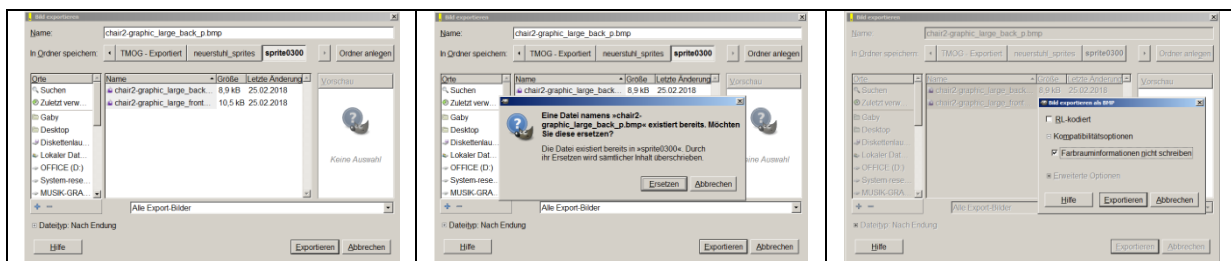 Bild exportieren
Name: chair2-graphic_large_back_p.bmp
In Ordner speichern: TMOG - Exportiert neuerstuhl_sprites sprite0300 Ordner anlegen
Orte Name Größe Letzte Änderung Vorschau
Suchen chair2-graphic_large_back... 8,9 kB 25.02.2018
Zuletzt verw... chair2-graphic_large_front... 10,5 kB 25.02.2018
Gaby
Desktop
Diskettenlau...
Lokaler Dat...
OFFICE (D:) Keine Auswahl
System-rese...
MUSIK-GRA...
Alle Export-Bilder
Dateityp: Nach Endung
Hilfe Exportieren Abbrechen
Bild exportieren
Name: chair2-graphic_large_back_p.bmp
In Ordner speichern: TMOG - Exportiert neuerstuhl_sprites sprite0300 Ordner anlegen
Orte Name Größe Letzte Änderung Vorschau
Suchen chair2-graphic_large_back... 8,9 kB 25.02.2018
Zuletzt verw...
Gaby
Desktop
Diskettenlau...
Lokaler Dat...
OFFICE (D:) Keine Auswahl
System-rese...
MUSIK-GRA...
Eine Datei namens »chair2-
graphic_large_back_p.bmp« existiert bereits. Möchten
Sie diese ersetzen?
Die Datei existiert bereits in »sprite0300«. Durch
ihr Ersetzen wird sämtlicher Inhalt überschrieben.
Ersetzen Abbrechen
Alle Export-Bilder
Dateityp: Nach Endung
Hilfe Exportieren Abbrechen
Bild exportieren
Name: chair2-graphic_large_back_p.bmp
In Ordner speichern: TMOG - Exportiert neuerstuhl_sprites sprite0300 Ordner anlegen
Orte Name Größe Letzte Änderung Vorschau
Suchen chair2-graphic_large_back... 8,9 kB 25.02.2018
Zuletzt verw... chair2-graphic_large_front...
Gaby
Desktop
Diskettenlau...
Lokaler Dat...
OFFICE (D:)
System-rese...
MUSIK-GRA...
Bild exportieren als BMP
RL-kodiert
Kompatibilitätsoptionen
Farbrauminformationen nicht schreiben
Erweiterte Optionen
Hilfe Exportieren Abbrechen
Alle Export-Bilder
Dateityp: Nach Endung
Hilfe Exportieren Abbrechen